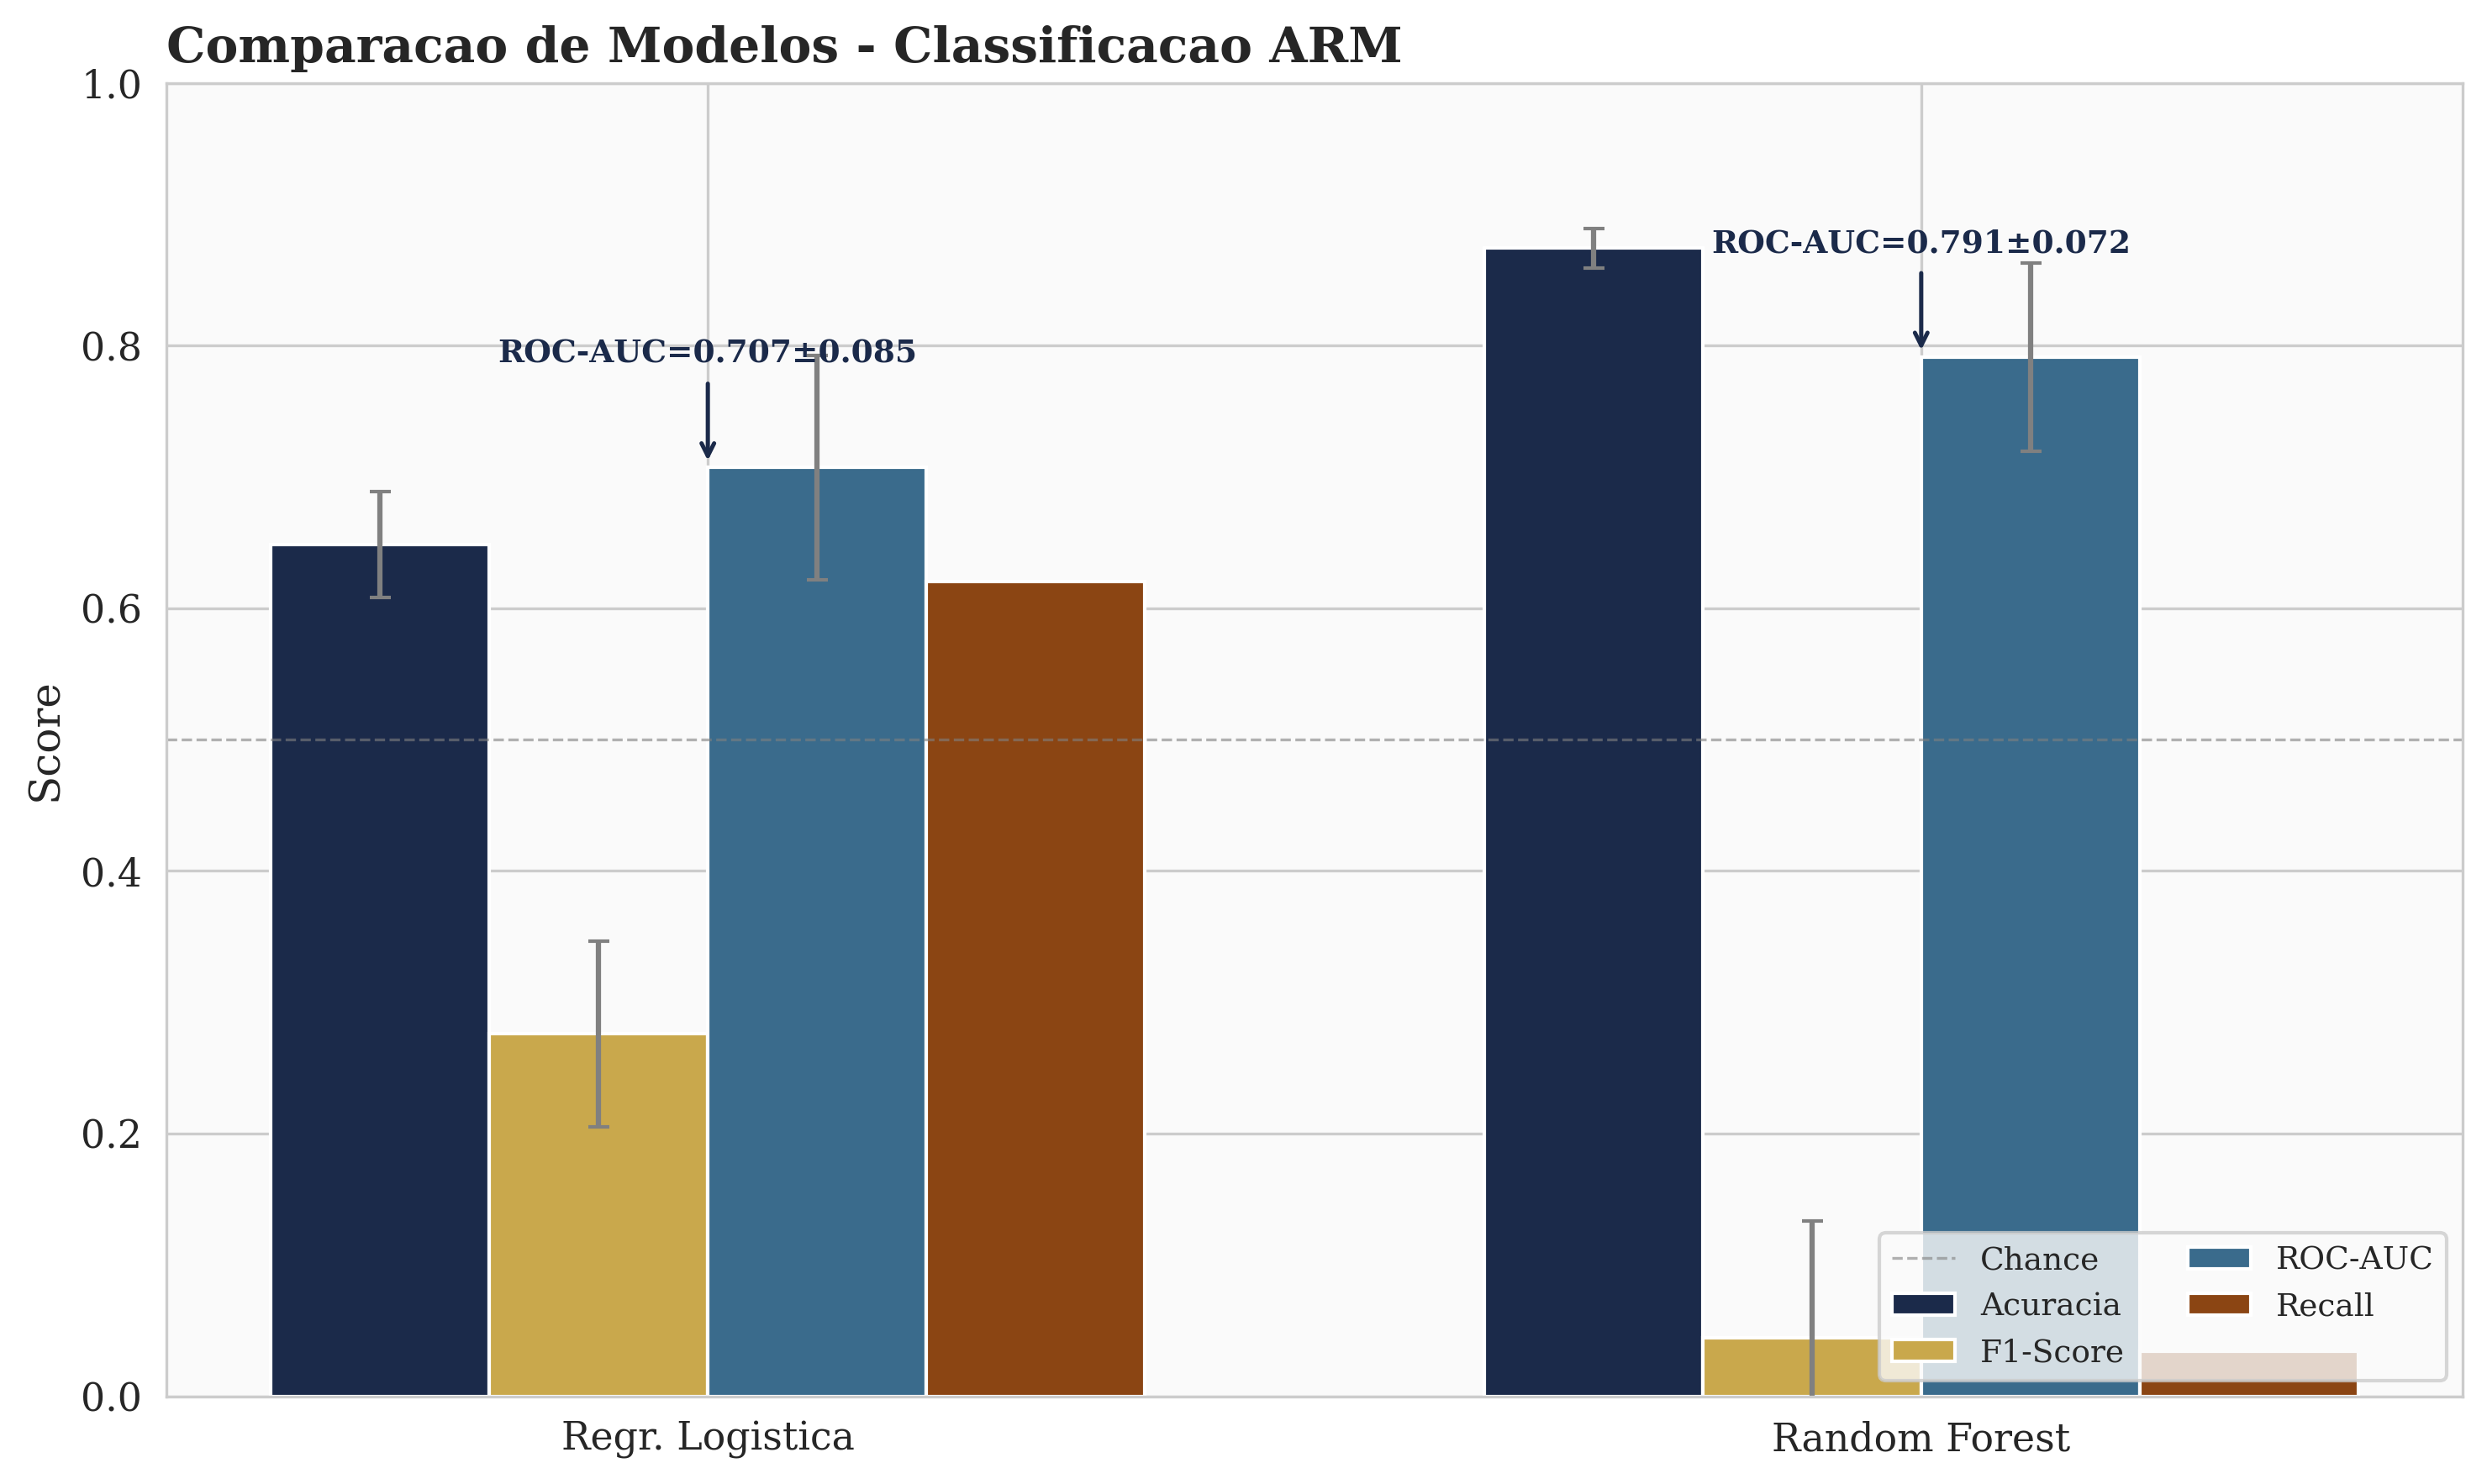 Comparacao de Modelos - Classificacao ARM
1.0
0.8
0.6
0.4
0.2
0.0
Score
ROC-AUC=0.707±0.085
ROC-AUC=0.791±0.072
Chance
Acuracia
F1-Score
ROC-AUC
Recall
Regr. Logistica
Random Forest